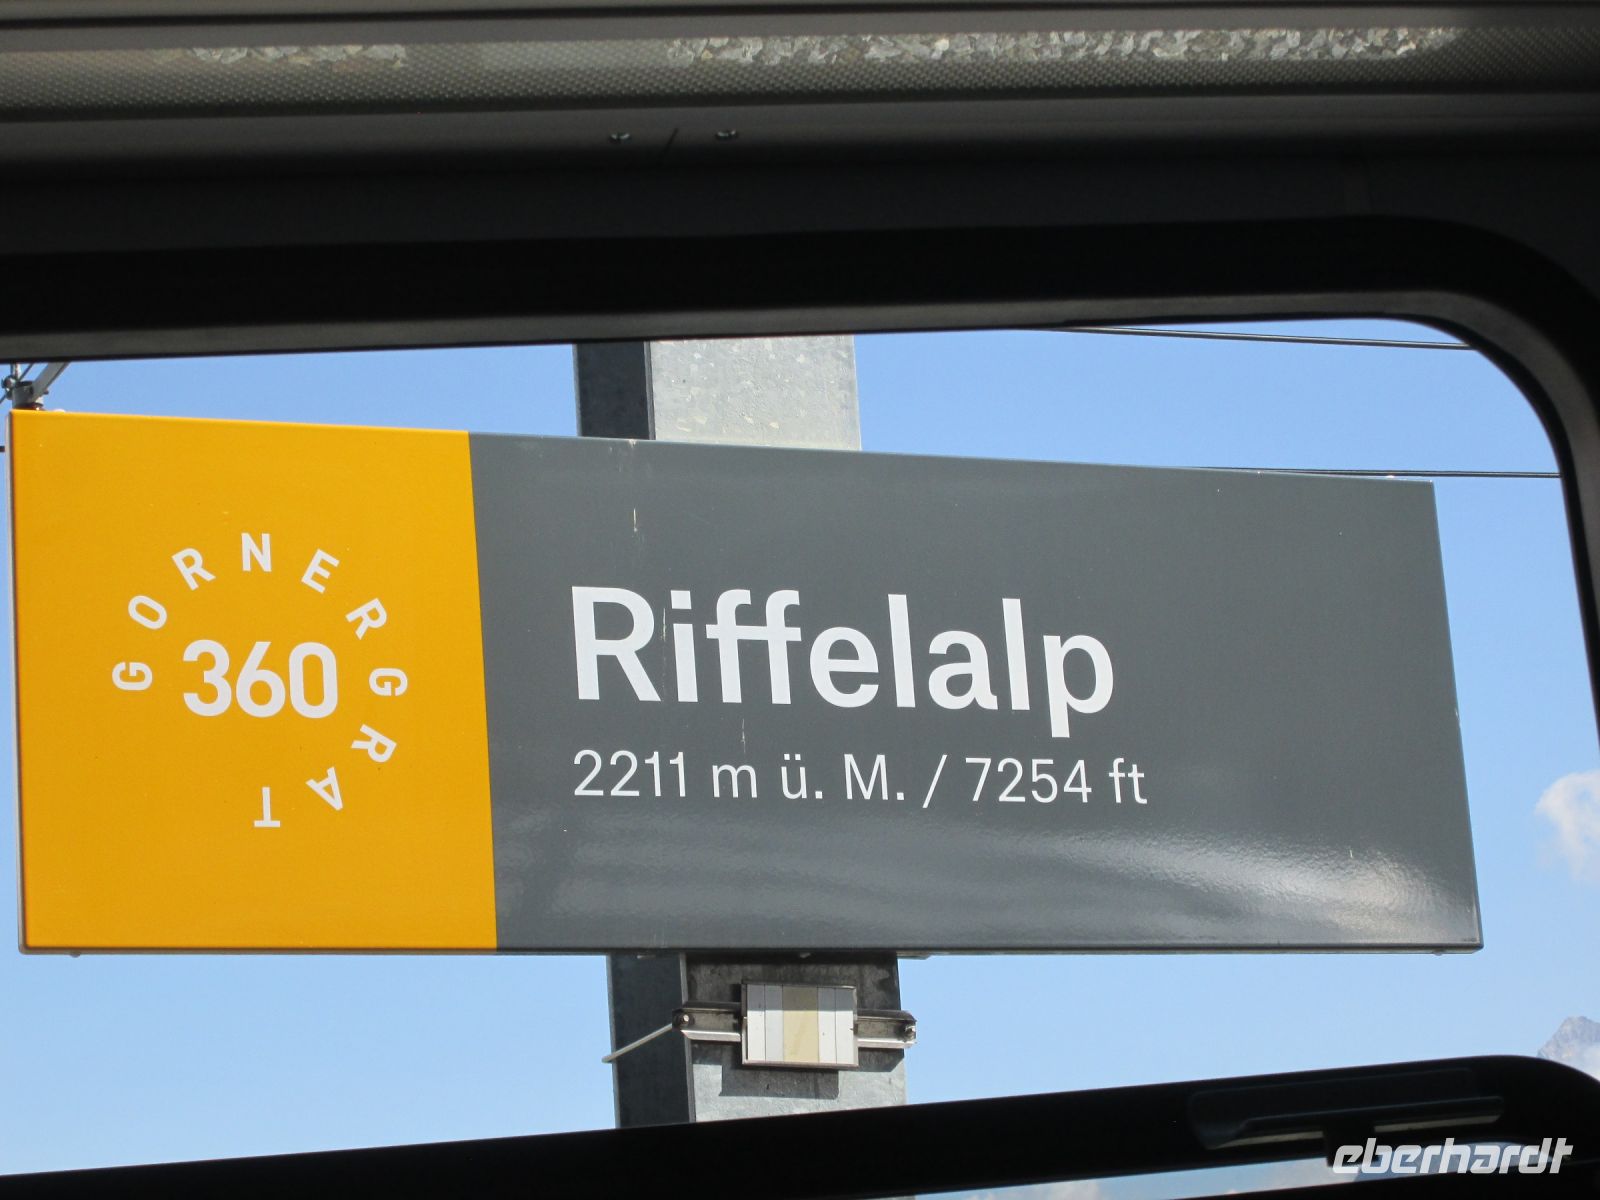 GORNERGRAT
360
Riffelalp
2211 m ü. M. / 7254 ft
eberhardt